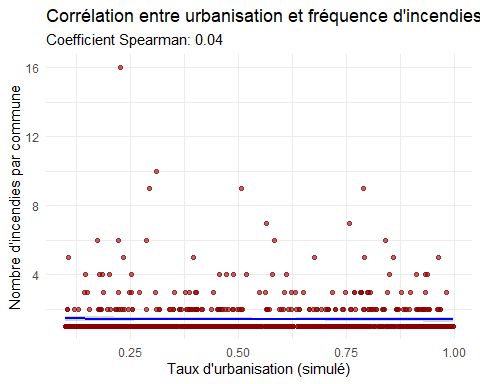 Corrélation entre urbanisation et fréquence d'incendies
Coefficient Spearman: 0.04
Nombre d'incendies par commune
16
12
8
4
0.25 0.50 0.75 1.00
Taux d'urbanisation (simulé)